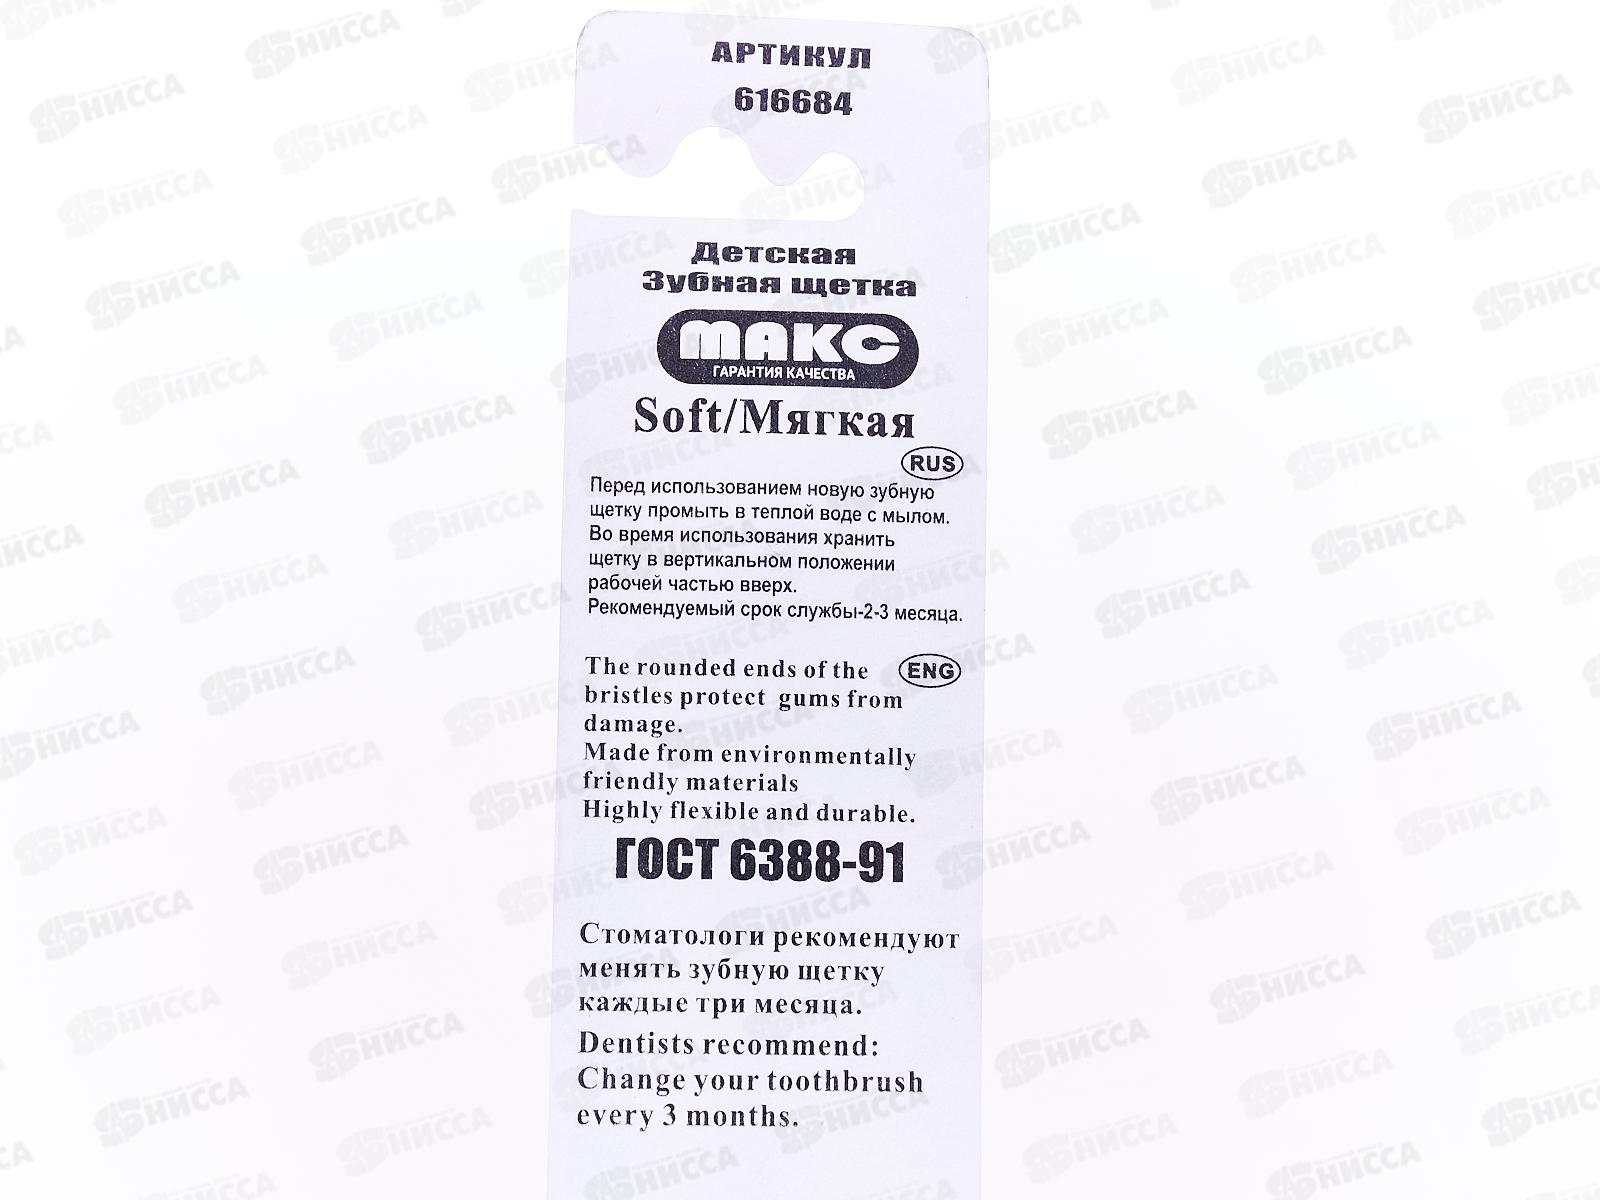 АРТИКУЛ
616684
Детская
Зубная щетка
МАКС
ГАРАНТИЯ КАЧЕСТВА
Soft/Мягкая
RUS
Перед использованием новую зубную
щетку промыть в теплой воде с мылом.
Во время использования хранить
щетку в вертикальном положении
рабочей частью вверх.
Рекомендуемый срок службы-2-3 месяца.
The rounded ends of the ENG
bristles protect gums from
damage.
Made from environmentally
friendly materials
Highly flexible and durable.
ГОСТ 6388-91
Стоматологи рекомендуют
менять зубную щетку
каждые три месяца.
Dentists recommend:
Change your toothbrush
every 3 months.
НИССА